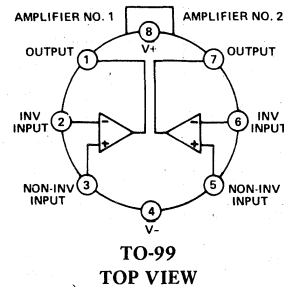 AMPLIFIER NO. 1 AMPLIFIER NO. 2
8
V+
OUTPUT 1 7 OUTPUT
INV INPUT 2 - - 6 INV INPUT
+ +
NON-INV INPUT 3 5 NON-INV INPUT
4
V-
TO-99
TOP VIEW